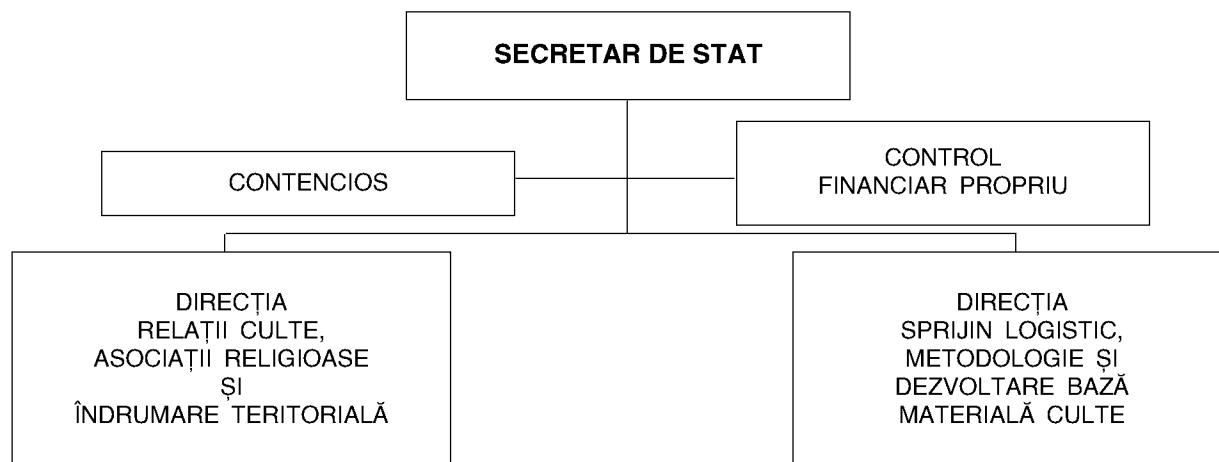 SECRETAR DE STAT
CONTENCIOS
CONTROL
FINANCIAR PROPRIU
DIRECȚIA
RELAȚII CULTE,
ASOCIAȚII RELIGIOASE
ȘI
ÎNDRUMARE TERITORIALĂ
DIRECȚIA
SPRIJIN LOGISTIC,
METODOLOGIE ȘI
DEZVOLTARE BAZĂ
MATERIALĂ CULTE